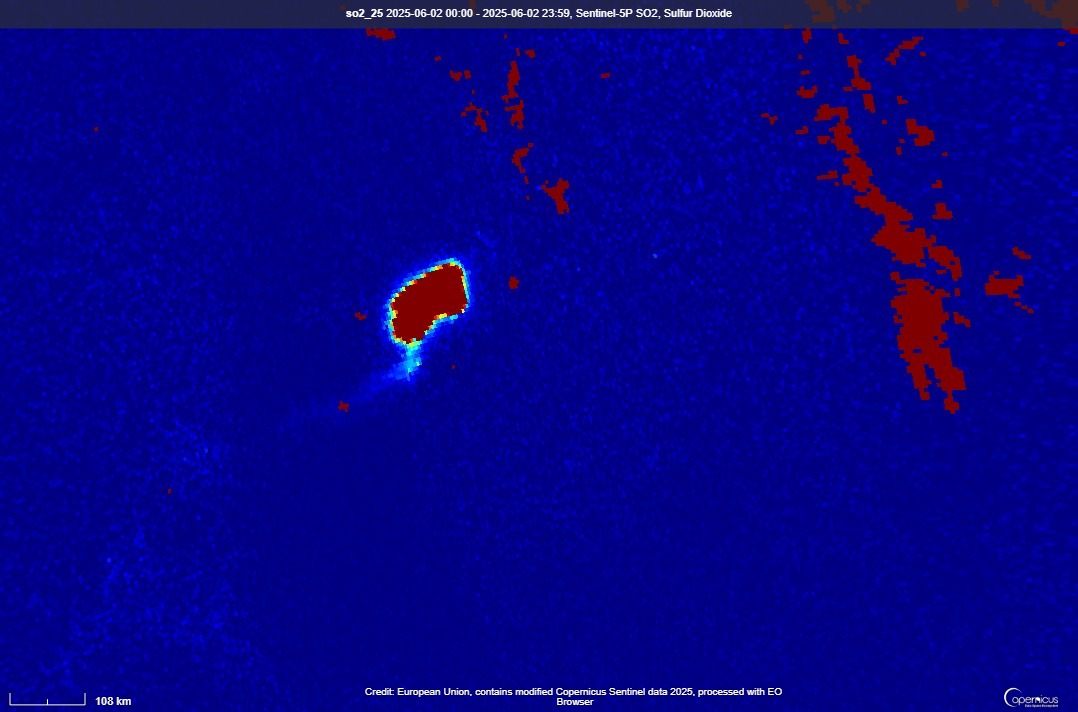 so2_25 2025-06-02 00:00 - 2025-06-02 23:59, Sentinel-5P SO2, Sulfur Dioxide
108 km
Credit: European Union, contains modified Copernicus Sentinel data 2025, processed with EO
Browser
opernicus